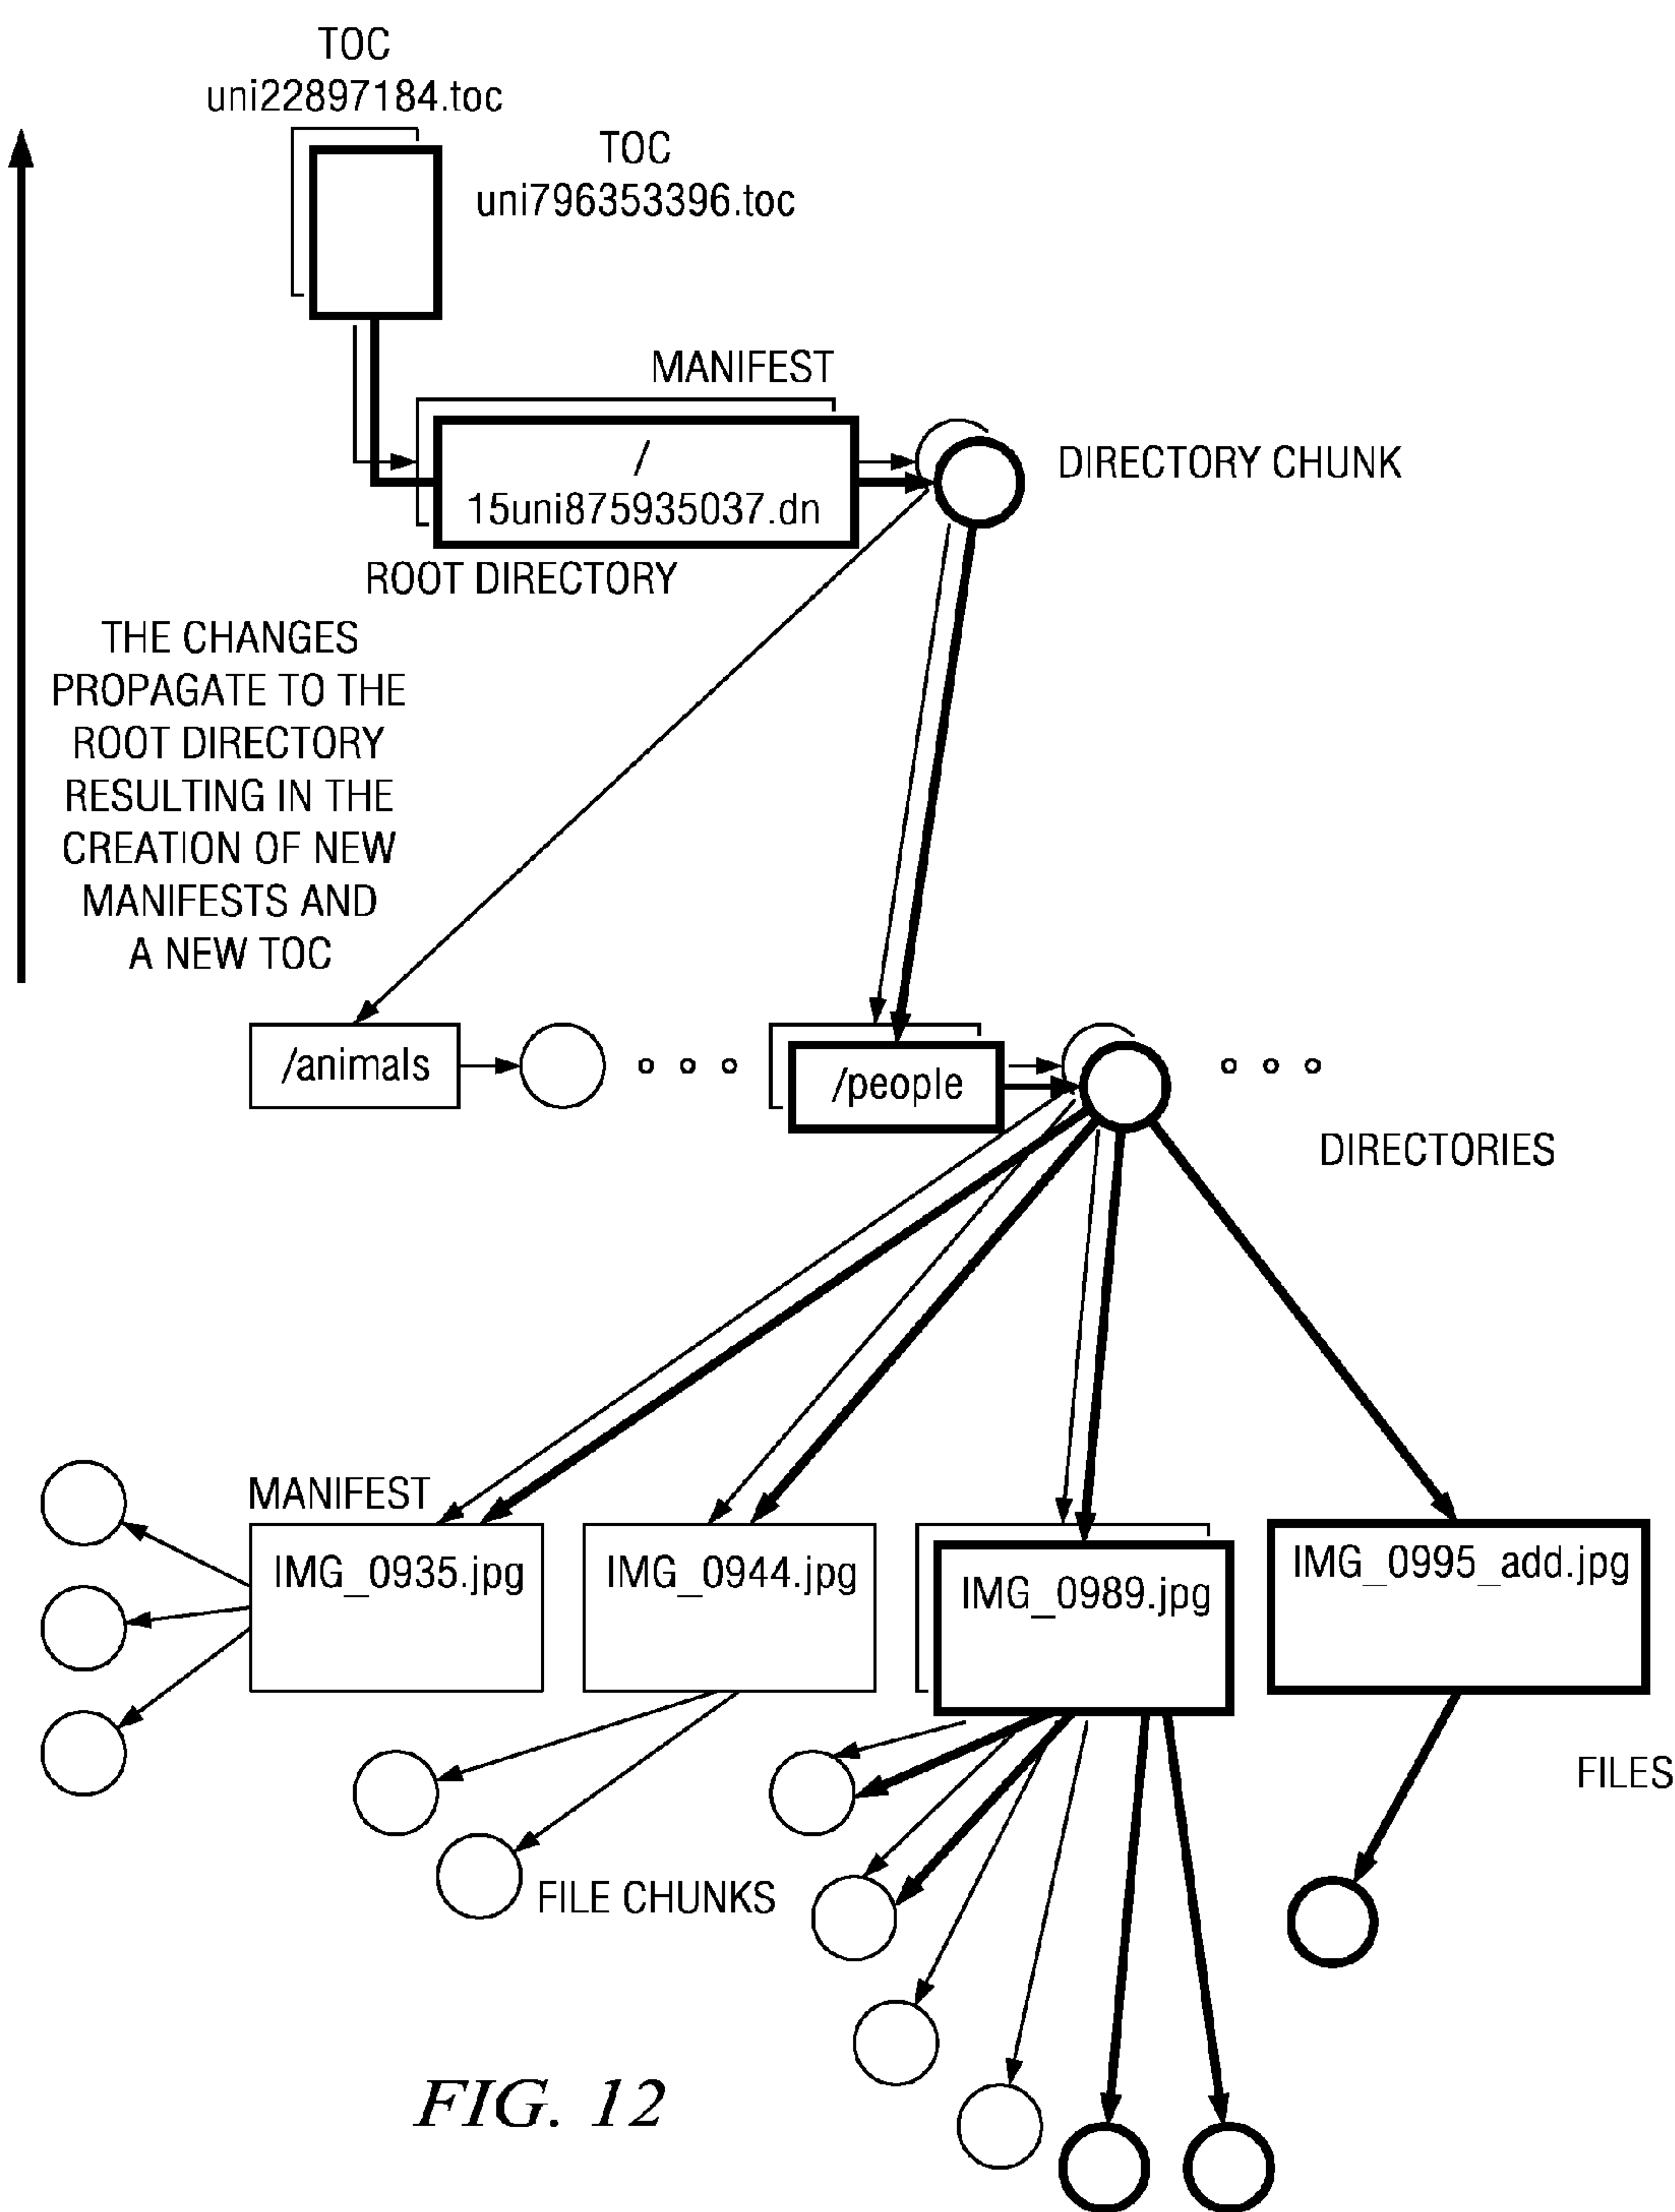 TOC
uni22897184.toc
TOC
uni796353396.toc
MANIFEST
/
15uni875935037.dn
DIRECTORY CHUNK
ROOT DIRECTORY
THE CHANGES
PROPAGATE TO THE
ROOT DIRECTORY
RESULTING IN THE
CREATION OF NEW
MANIFESTS AND
A NEW TOC
/animals
/people
DIRECTORIES
MANIFEST
IMG_0935.jpg
IMG_0944.jpg
IMG_0989.jpg
IMG_0995_add.jpg
FILES
FILE CHUNKS
FIG. 12